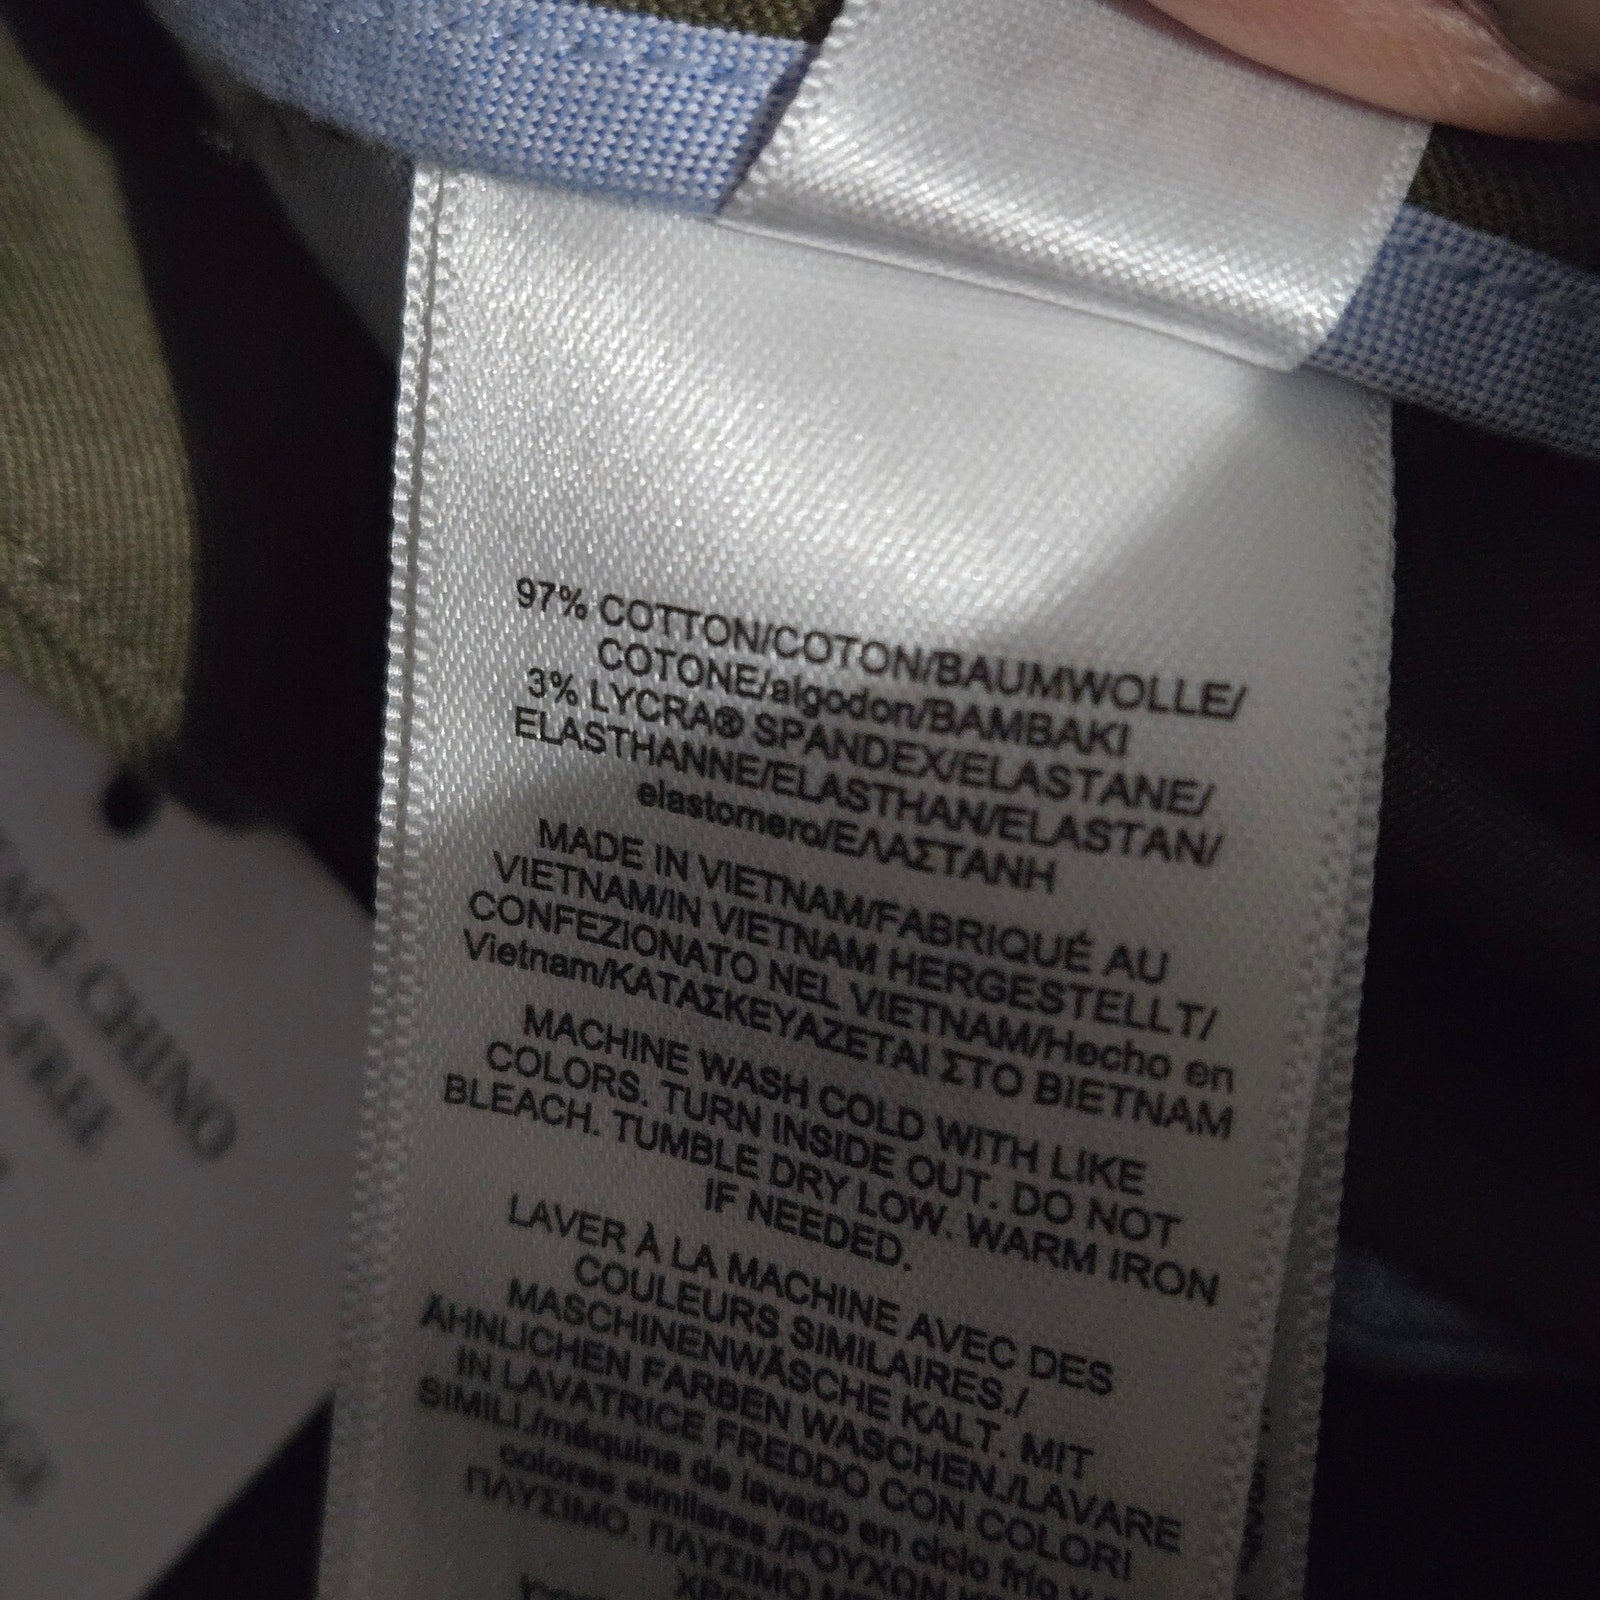 97% COTTON/COTON/BAUMWOLLE/
COTONE/algodon/BAMBAKI
3% LYCRA® SPANDEX/ELASTANE/
ELASTHANNE/ELASTHAN/ELASTAN/
elastomero/ΕΛΑΣΤΑΝΗ
MADE IN VIETNAM/FABRIQUÉ AU
VIETNAM/IN VIETNAM HERGESTELLT/
CONFEZIONATO NEL VIETNAM/Hecho en
Vietnam/ΚΑΤΑΣΚΕΥΑΖΕΤΑΙ ΣΤΟ ΒΙΕΤΝΑΜ
MACHINE WASH COLD WITH LIKE
COLORS. TURN INSIDE OUT. DO NOT
BLEACH. TUMBLE DRY LOW. WARM IRON
IF NEEDED.
LAVER À LA MACHINE AVEC DES
COULEURS SIMILAIRES./
MASCHINENWÄSCHE KALT. MIT
ÄHNLICHEN FARBEN WASCHEN./LAVARE
IN LAVATRICE FREDDO CON COLORI
SIMILI./máquina de lavado en ciclo frío y
colores similares./ΡΟΥΧΩΝ
ΠΛΥΣΙΜΟ. ΠΛΥΣΙΜΟ
CHINO